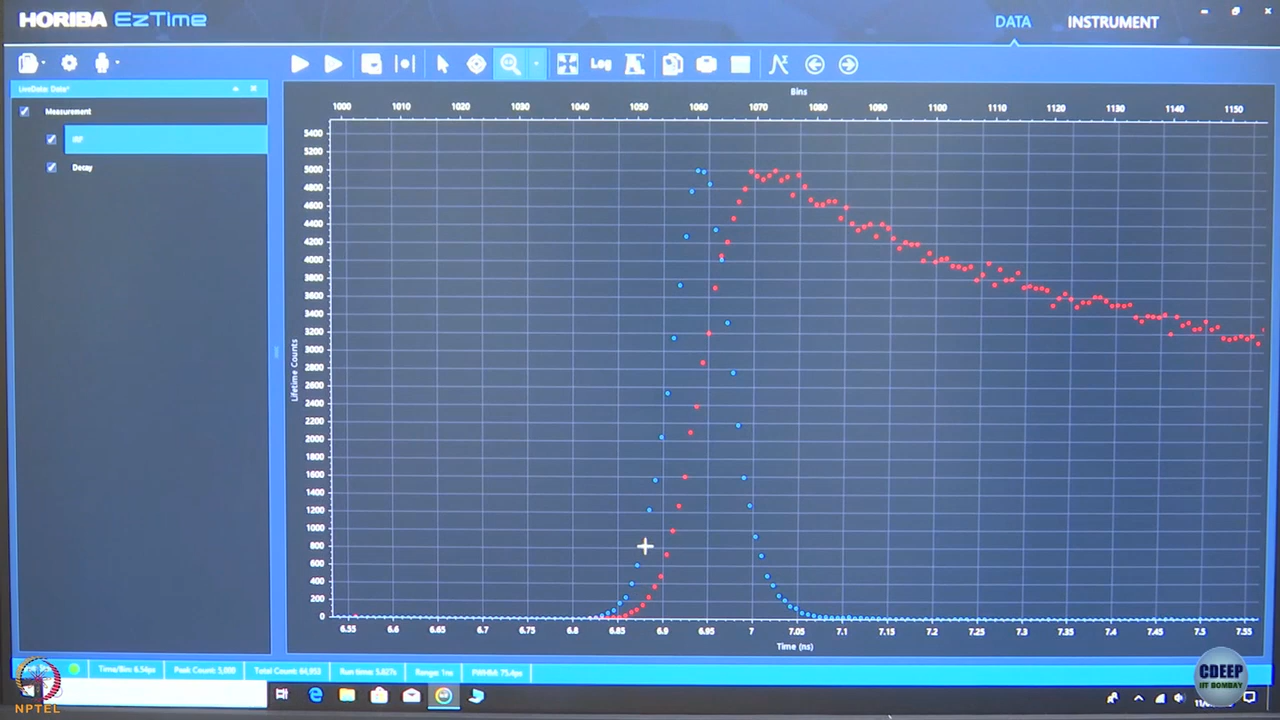 HORIBA EzTime
DATA INSTRUMENT
Log
LiveData: Data*
Measurement
IRF
Decay
Bins
1000 1010 1020 1030 1040 1050 1060 1070 1080 1090 1100 1110 1120 1130 1140 1150
5400
5200
5000
4800
4600
4400
4200
4000
3800
3600
3400
3200
3000
2800
2600
2400
2200
2000
1800
1600
1400
1200
1000
800
600
400
200
0
Lifetime Counts
6.55 6.6 6.65 6.7 6.75 6.8 6.85 6.9 6.95 7 7.05 7.1 7.15 7.2 7.25 7.3 7.35 7.4 7.45 7.5 7.55
Time (ns)
Time/Bin: 6.54ps Peak Count: 5,000 Total Count: 64,953 Run time: 5.827s Range: 1ns FWHM: 75.4ps
NPTEL
CDEEP
IIT BOMBAY